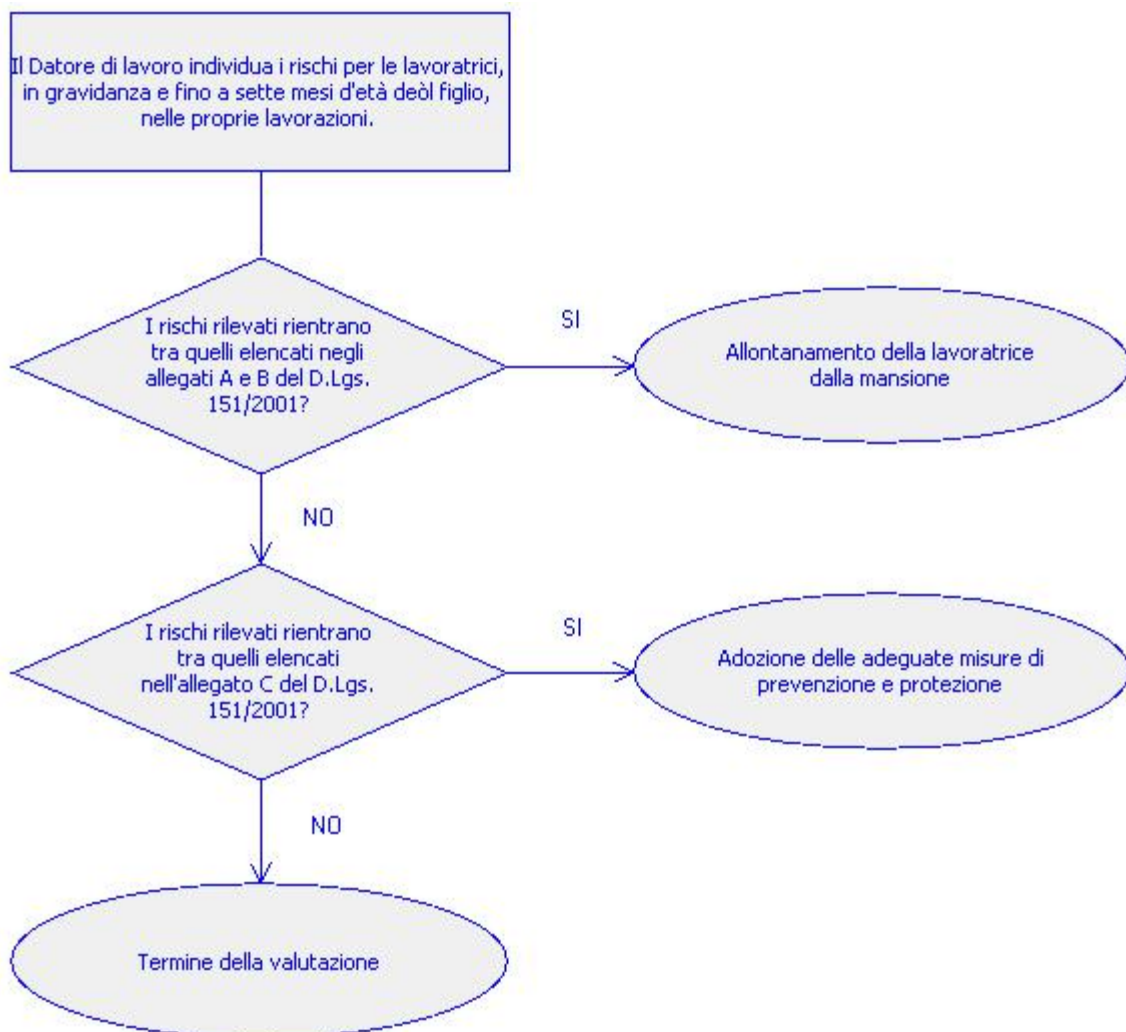 Il Datore di lavoro individua i rischi per le lavoratrici,
in gravidanza e fino a sette mesi d'età deòl figlio,
nelle proprie lavorazioni.
I rischi rilevati rientrano
tra quelli elencati negli
allegati A e B del D.Lgs.
151/2001?
SI
Allontanamento della lavoratrice
dalla mansione
NO
I rischi rilevati rientrano
tra quelli elencati
nell'allegato C del D.Lgs.
151/2001?
SI
Adozione delle adeguate misure di
prevenzione e protezione
NO
Termine della valutazione